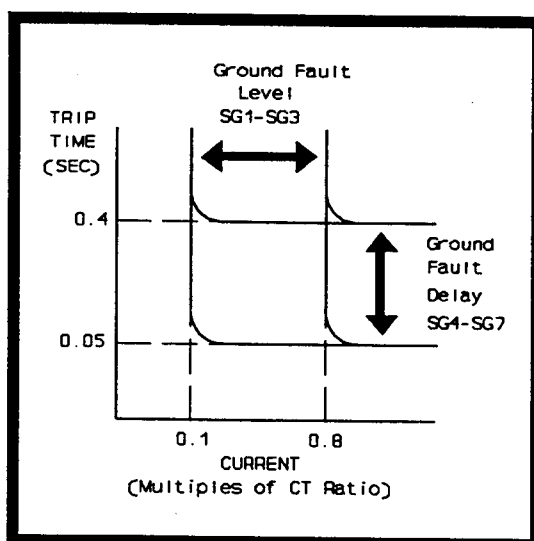 Ground Fault
Level
SG1-SG3
TRIP
TIME
(SEC)
0.4
Ground
Fault
Delay
SG4-SG7
0.05
0.1
0.8
CURRENT
(Multiples of CT Ratio)